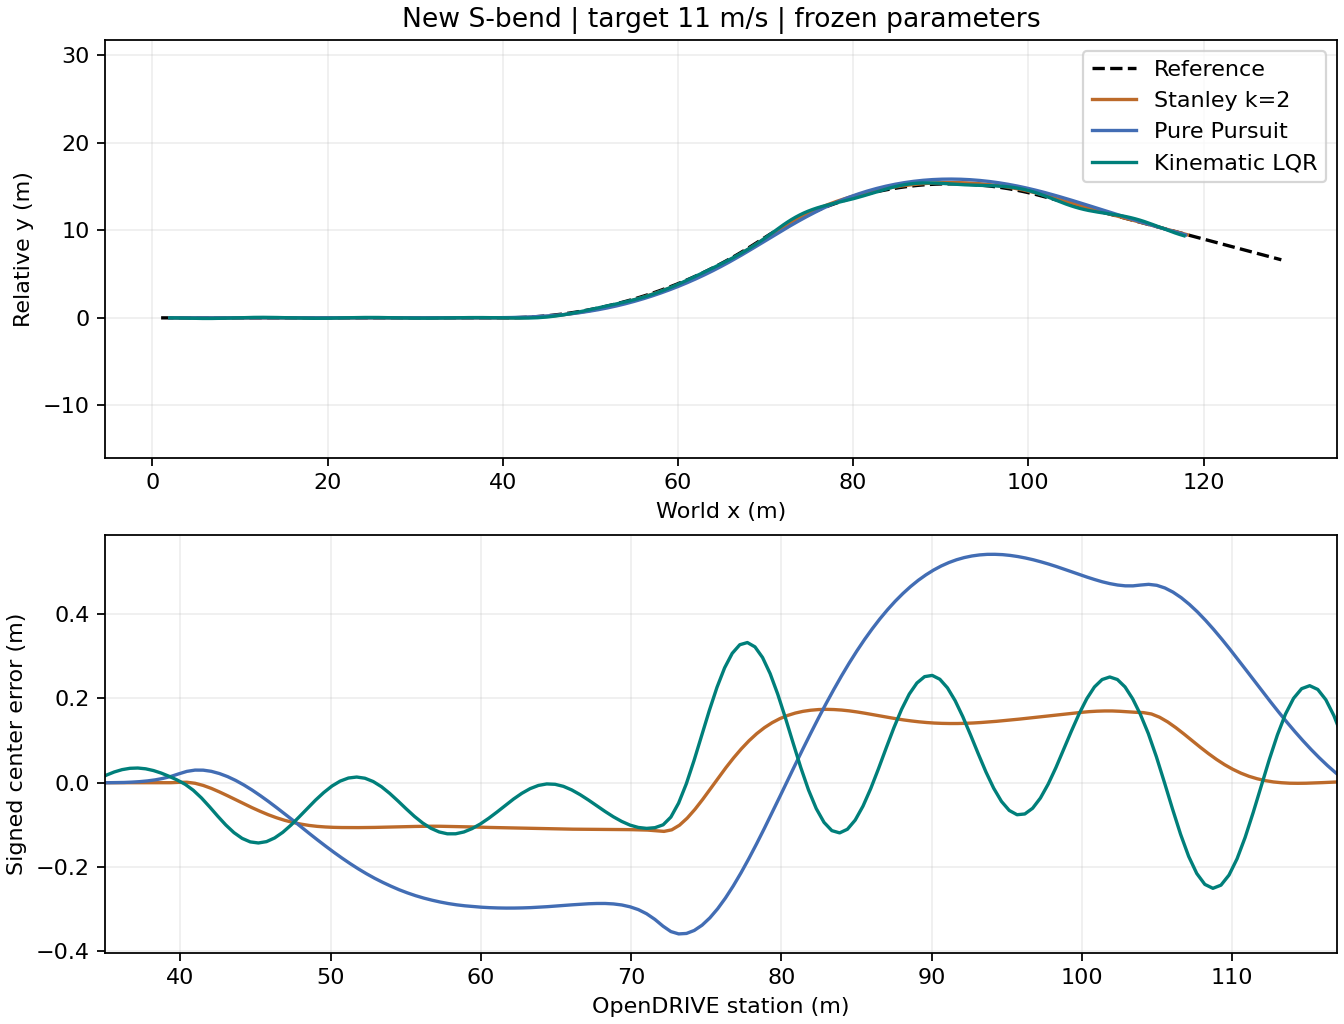 New S-bend | target 11 m/s | frozen parameters
30
20
10
0
−10
Relative y (m)
Reference
Stanley k=2
Pure Pursuit
Kinematic LQR
0 20 40 60 80 100 120
World x (m)
0.4
0.2
0.0
−0.2
−0.4
Signed center error (m)
40 50 60 70 80 90 100 110
OpenDRIVE station (m)